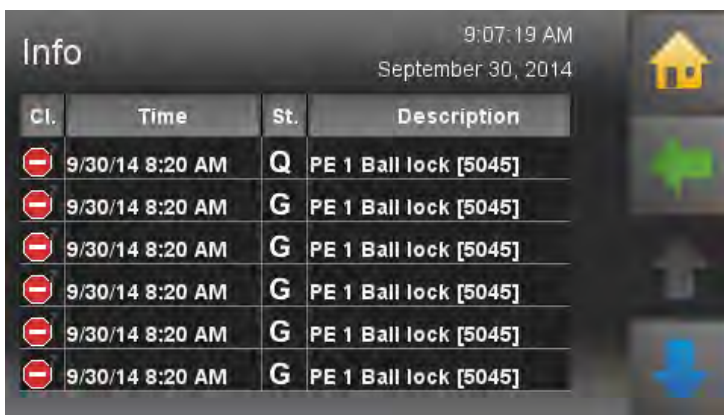 Info
9:07:19 AM
September 30, 2014
Cl. Time St. Description
9/30/14 8:20 AM Q PE 1 Ball lock [5045]
9/30/14 8:20 AM G PE 1 Ball lock [5045]
9/30/14 8:20 AM G PE 1 Ball lock [5045]
9/30/14 8:20 AM G PE 1 Ball lock [5045]
9/30/14 8:20 AM G PE 1 Ball lock [5045]
9/30/14 8:20 AM G PE 1 Ball lock [5045]